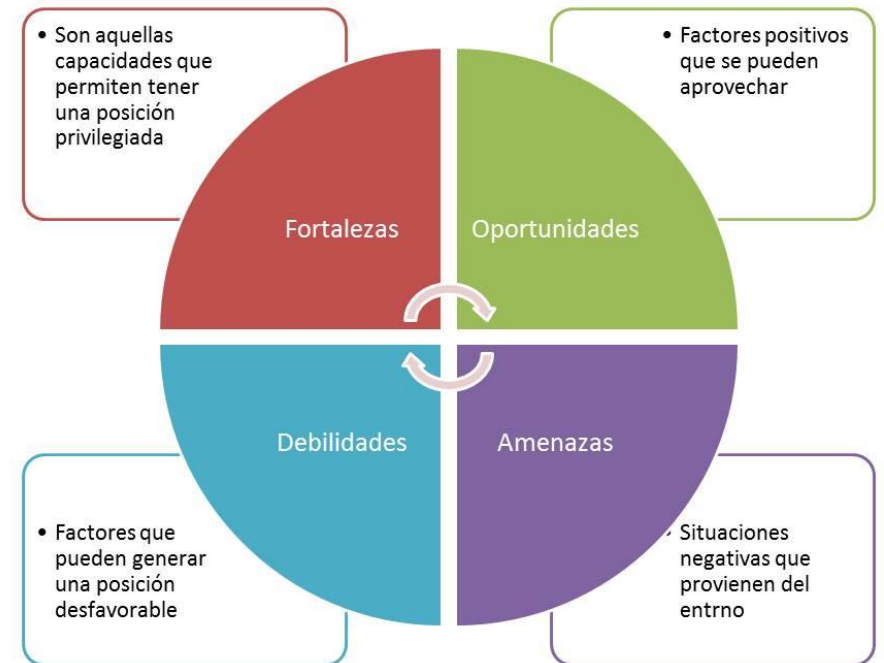 • Son aquellas
capacidades que
permiten tener
una posición
privilegiada
• Factores positivos
que se pueden
aprovechar
Fortalezas
Oportunidades
Debilidades
Amenazas
• Factores que
pueden generar
una posición
desfavorable
• Situaciones
negativas que
provienen del
entrno